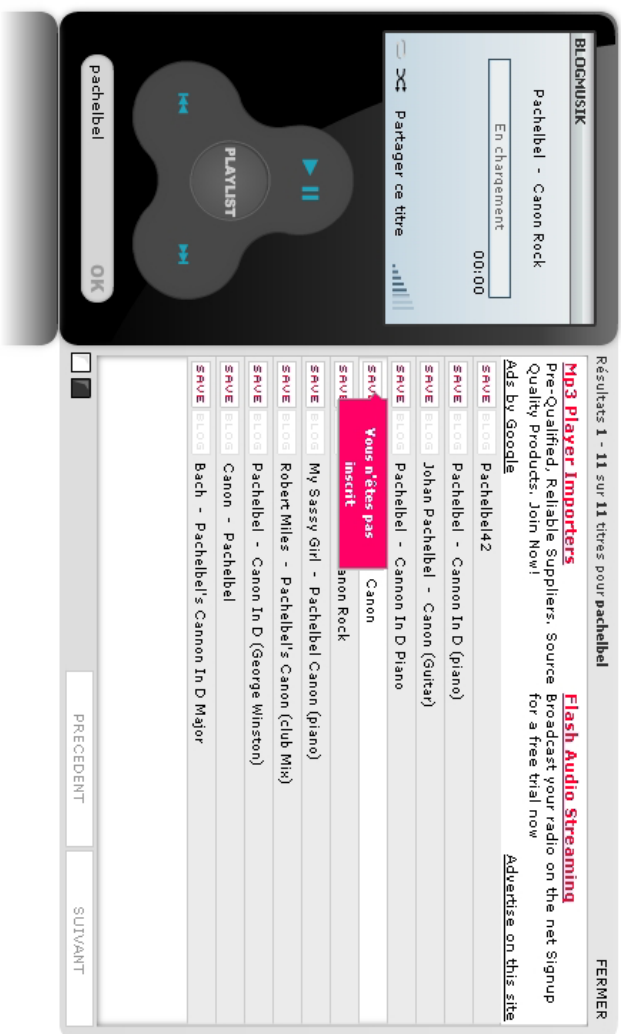 BLOGMUSIK
Pachelbel - Canon Rock
En chargement
00:00
Partager ce titre
PLAYLIST
pachelbel
OK
Résultats 1 - 11 sur 11 titres pour pachelbel
FERMER
Mp3 Player Importers
Pre-Qualified, Reliable Suppliers. Source
Quality Products. Join Now!
Flash Audio Streaming
Broadcast your radio on the net Signup
for a free trial now
Ads by Google
Advertise on this site
SAVE BLOG Pachelbel42
SAVE BLOG Pachelbel - Cannon In D (piano)
SAVE BLOG Johan Pachelbel - Canon (Guitar)
SAVE BLOG Pachelbel - Cannon In D Piano
SAVE Canon
SAVE anon Rock
Vous n'êtes pas
inscrit
SAVE BLOG My Sassy Girl - Pachelbel Canon (piano)
SAVE BLOG Robert Miles - Pachelbel's Canon (club Mix)
SAVE BLOG Pachelbel - Canon In D (George Winston)
SAVE BLOG Canon - Pachelbel
SAVE BLOG Bach - Pachelbel's Cannon In D Major
PRECEDENT
SUIVANT